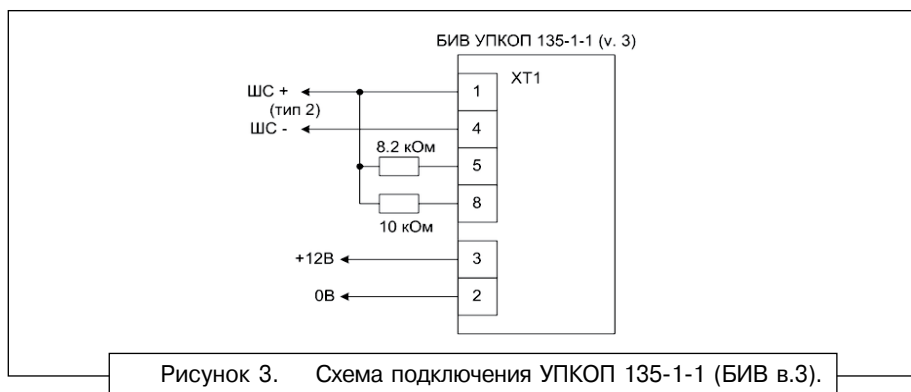 БИВ УПКОП 135-1-1 (v. 3)
XT1
ШС +
(тип 2)
ШС -
1
4
8.2 кОм
5
8
10 кОм
+12В
3
0В
2
Рисунок 3. Схема подключения УПКОП 135-1-1 (БИВ в.3).